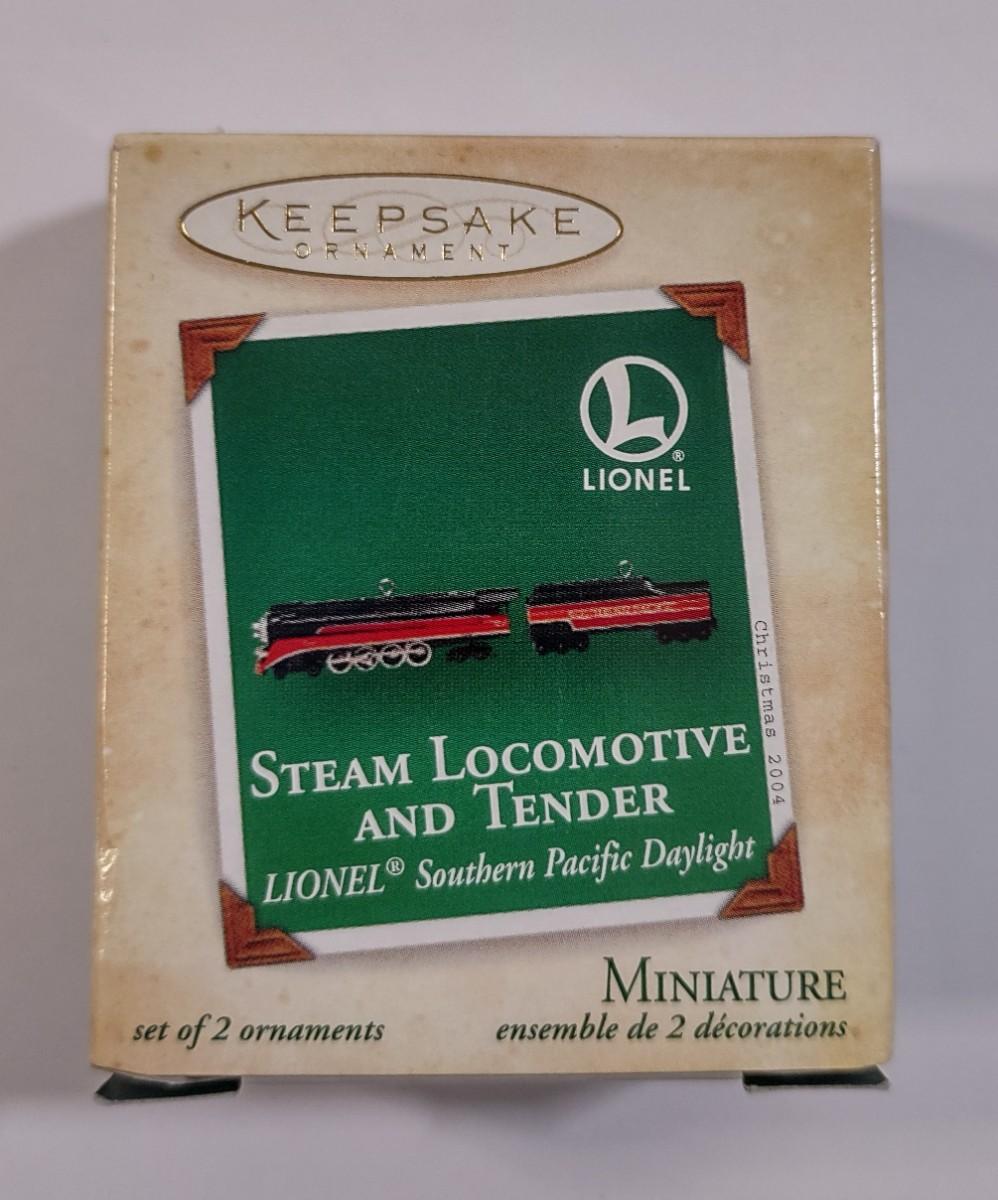 KEEPSAKE
ORNAMENT
L
®
LIONEL
Christmas 2004
STEAM LOCOMOTIVE
AND TENDER
LIONEL® Southern Pacific Daylight
MINIATURE
set of 2 ornaments
ensemble de 2 décorations